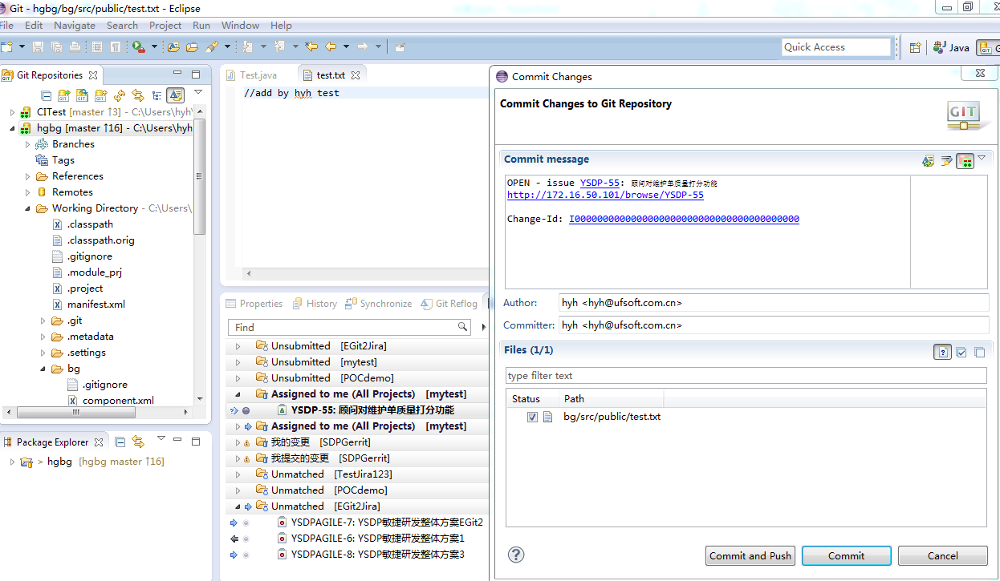 Git - hgbg/bg/src/public/test.txt - Eclipse
File Edit Navigate Search Project Run Window Help
Quick Access
Java
Git Repositories
CITest [master ↑3] - C:\Users\hyh\
hgbg [master ↑16] - C:\Users\hyh
Branches
Tags
References
Remotes
Working Directory - C:\Users\
.classpath
.classpath.orig
.gitignore
.module_prj
.project
manifest.xml
.git
.metadata
.settings
bg
.gitignore
component.xml
Package Explorer
> hgbg [hgbg master ↑16]
Test.java
test.txt
//add by hyh test
Properties History Synchronize Git Reflog
Find
Unsubmitted [EGit2Jira]
Unsubmitted [mytest]
Unsubmitted [POCdemo]
Assigned to me (All Projects) [mytest]
YSDP-55: 顾问对维护单质量打分功能
Assigned to me (All Projects) [mytest]
我的变更 [SDPGerrit]
我提交的变更 [SDPGerrit]
Unmatched [TestJira123]
Unmatched [POCdemo]
Unmatched [EGit2Jira]
YSDPAGILE-7: YSDP敏捷研发整体方案EGit2
YSDPAGILE-6: YSDP敏捷研发整体方案1
YSDPAGILE-8: YSDP敏捷研发整体方案3
Commit Changes
Commit Changes to Git Repository
GIT
Commit message
OPEN - issue YSDP-55: 顾问对维护单质量打分功能
http://172.16.50.101/browse/YSDP-55
Change-Id: I0000000000000000000000000000000000000000
Author: hyh <hyh@ufsoft.com.cn>
Committer: hyh <hyh@ufsoft.com.cn>
Files (1/1)
type filter text
Status Path
bg/src/public/test.txt
Commit and Push
Commit
Cancel